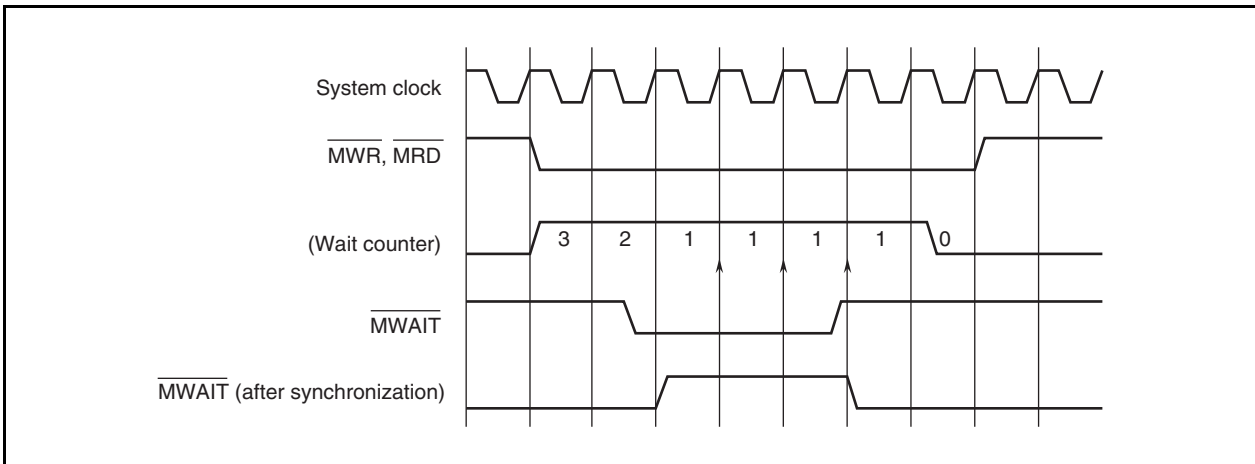 System clock
MWR, MRD
(Wait counter) 3 2 1 1 1 1 0
MWAIT
MWAIT (after synchronization)